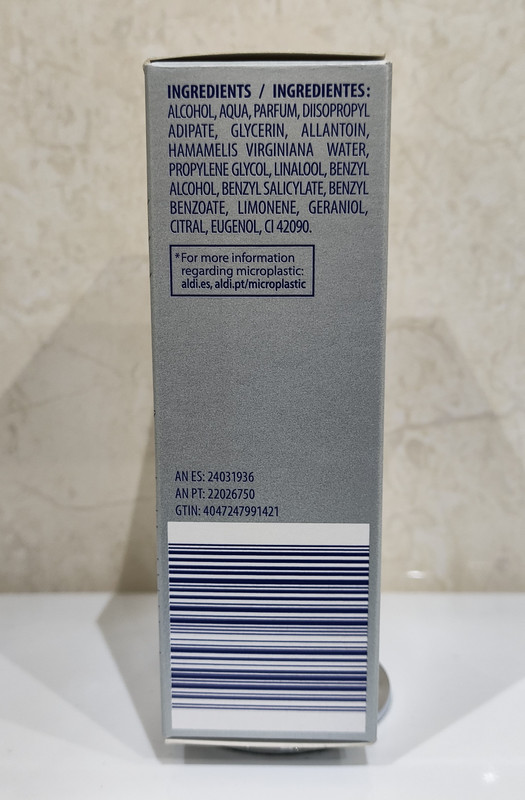 INGREDIENTS / INGREDIENTES:
ALCOHOL, AQUA, PARFUM, DIISOPROPYL
ADIPATE, GLYCERIN, ALLANTOIN,
HAMAMELIS VIRGINIANA WATER,
PROPYLENE GLYCOL, LINALOOL, BENZYL
ALCOHOL, BENZYL SALICYLATE, BENZYL
BENZOATE, LIMONENE, GERANIOL,
CITRAL, EUGENOL, CI 42090.
*For more information
regarding microplastic:
aldi.es, aldi.pt/microplastic
AN ES: 24031936
AN PT: 22026750
GTIN: 4047247991421